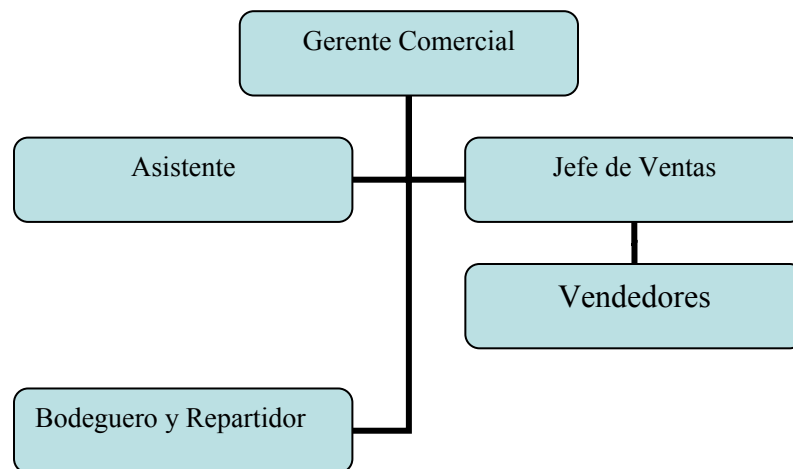 Gerente Comercial
Asistente
Jefe de Ventas
Vendedores
Bodeguero y Repartidor